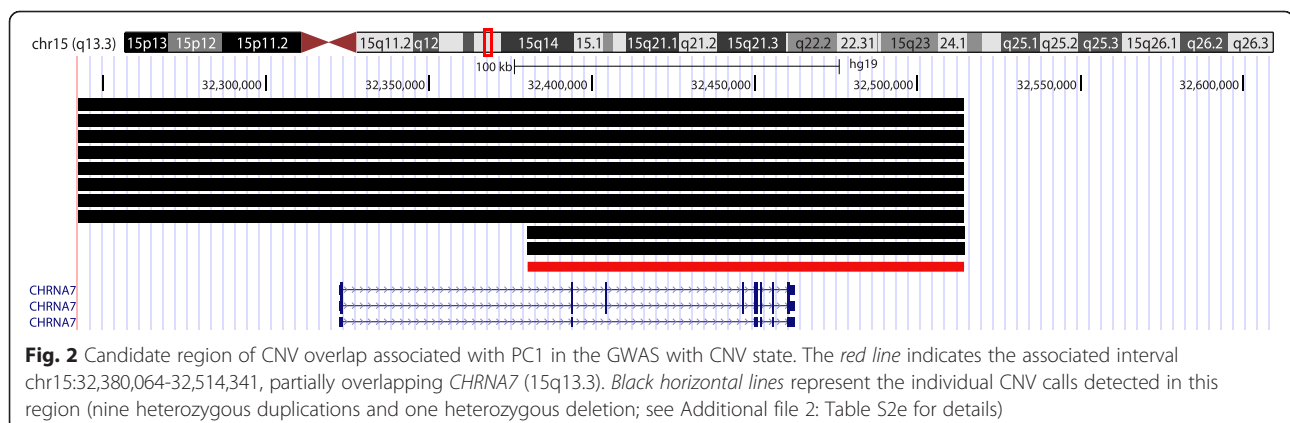 chr15 (q13.3) 15p13 15p12 15p11.2 15q11.2 q12 15q14 15.1 15q21.1 q21.2 15q21.3 q22.2 22.31 15q23 24.1 q25.1 q25.2 q25.3 15q26.1 q26.2 q26.3
100 kb hg19
32,300,000 32,350,000 32,400,000 32,450,000 32,500,000 32,550,000 32,600,000
CHRNA7
CHRNA7
CHRNA7
Fig. 2 Candidate region of CNV overlap associated with PC1 in the GWAS with CNV state. The red line indicates the associated interval
chr15:32,380,064-32,514,341, partially overlapping CHRNA7 (15q13.3). Black horizontal lines represent the individual CNV calls detected in this
region (nine heterozygous duplications and one heterozygous deletion; see Additional file 2: Table S2e for details)